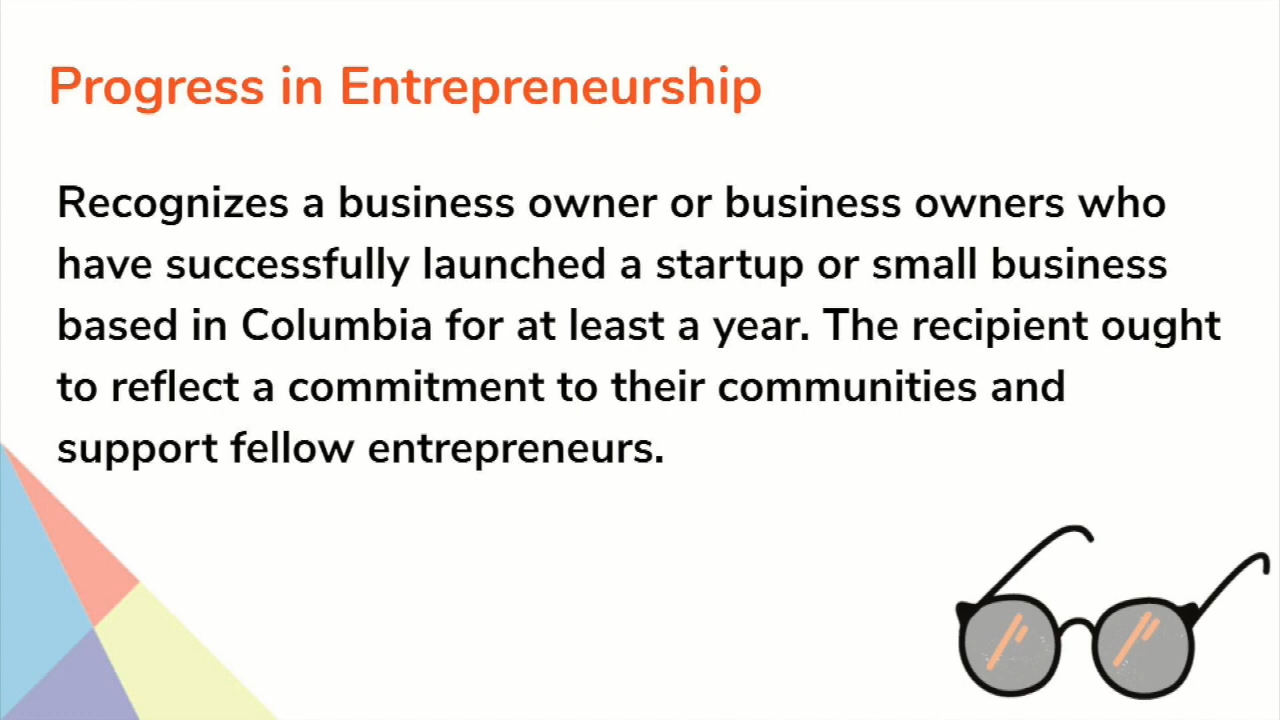 Progress in Entrepreneurship
Recognizes a business owner or business owners who
have successfully launched a startup or small business
based in Columbia for at least a year. The recipient ought
to reflect a commitment to their communities and
support fellow entrepreneurs.